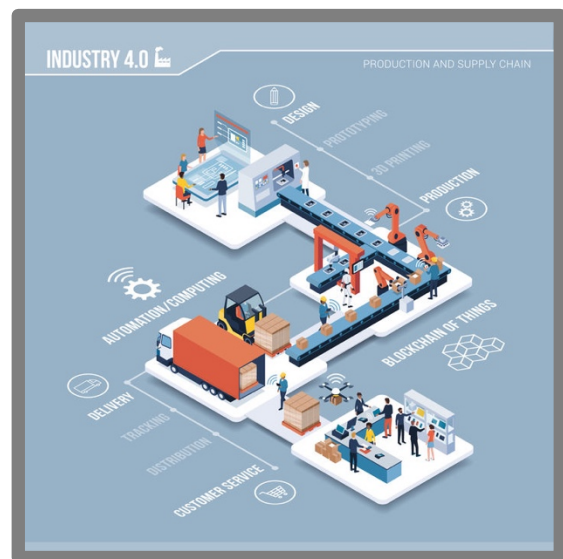 INDUSTRY 4.0
PRODUCTION AND SUPPLY CHAIN
DESIGN
PROTOTYPING
3D PRINTING
PRODUCTION
AUTOMATION/COMPUTING
BLOCKCHAIN OF THINGS
DELIVERY
TRACKING
DISTRIBUTION
CUSTOMER SERVICE